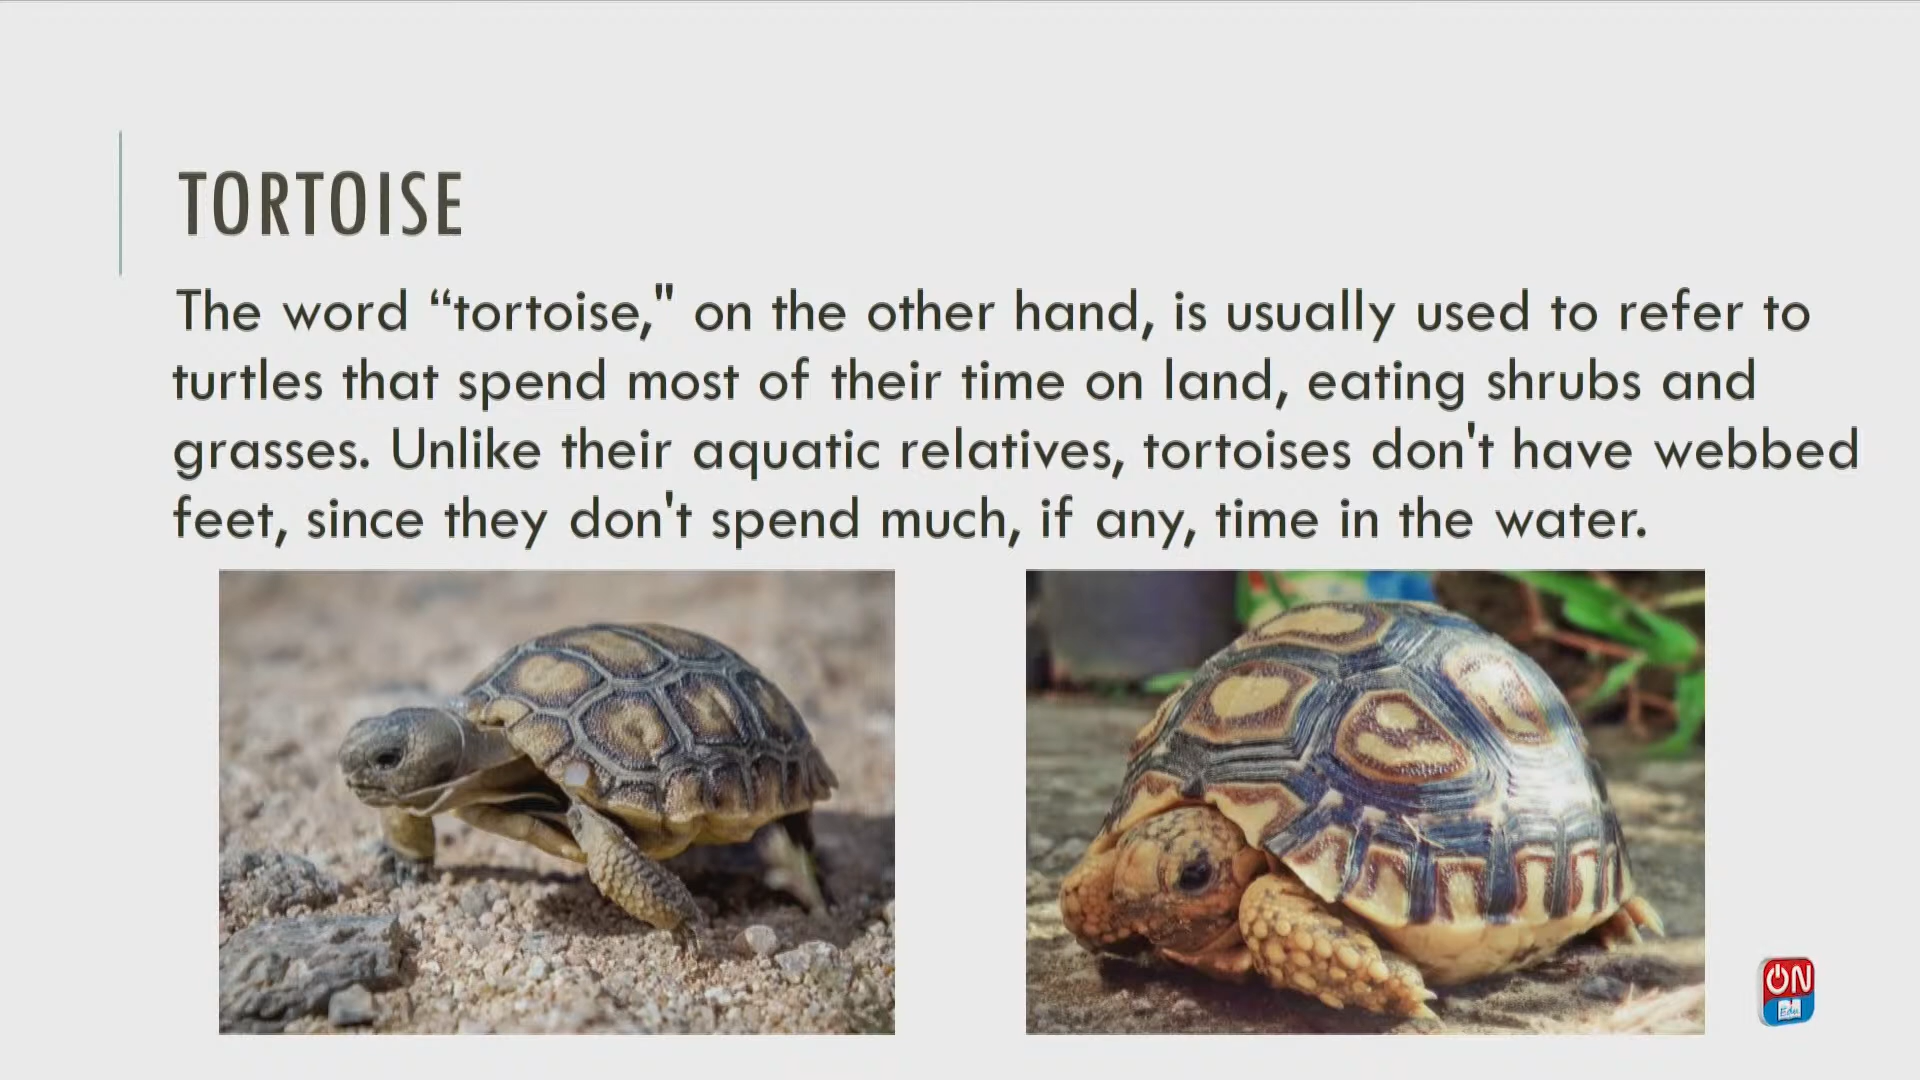 TORTOISE
The word “tortoise," on the other hand, is usually used to refer to
turtles that spend most of their time on land, eating shrubs and
grasses. Unlike their aquatic relatives, tortoises don't have webbed
feet, since they don't spend much, if any, time in the water.
ON
Edu